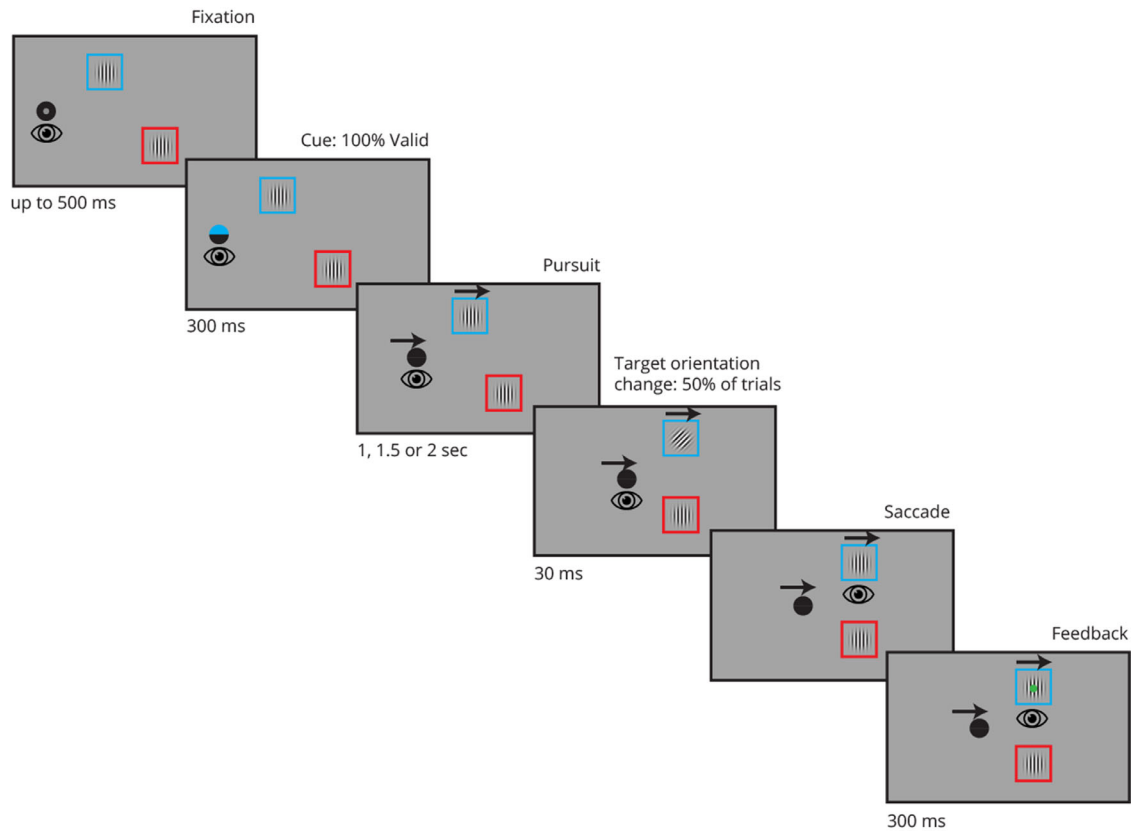 Fixation
up to 500 ms
Cue: 100% Valid
300 ms
Pursuit
1, 1.5 or 2 sec
Target orientation
change: 50% of trials
30 ms
Saccade
Feedback
300 ms